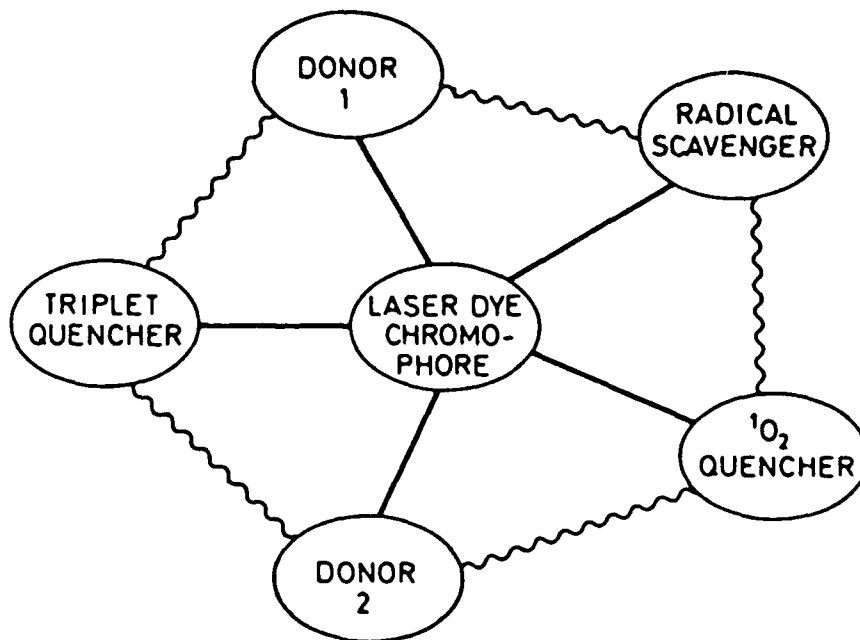 DONOR
1
RADICAL
SCAVENGER
TRIPLET
QUENCHER
LASER DYE
CHROMO-
PHORE
¹O₂
QUENCHER
DONOR
2